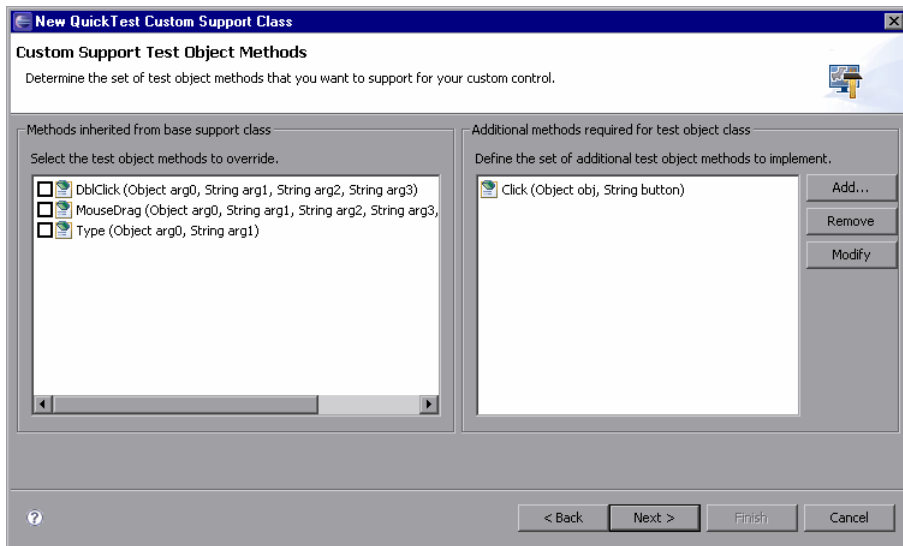 New QuickTest Custom Support Class
Custom Support Test Object Methods
Determine the set of test object methods that you want to support for your custom control.
Methods inherited from base support class
Select the test object methods to override.
DblClick (Object arg0, String arg1, String arg2, String arg3)
MouseDrag (Object arg0, String arg1, String arg2, String arg3,
Type (Object arg0, String arg1)
Additional methods required for test object class
Define the set of additional test object methods to implement.
Click (Object obj, String button)
Add...
Remove
Modify
?
< Back
Next >
Finish
Cancel